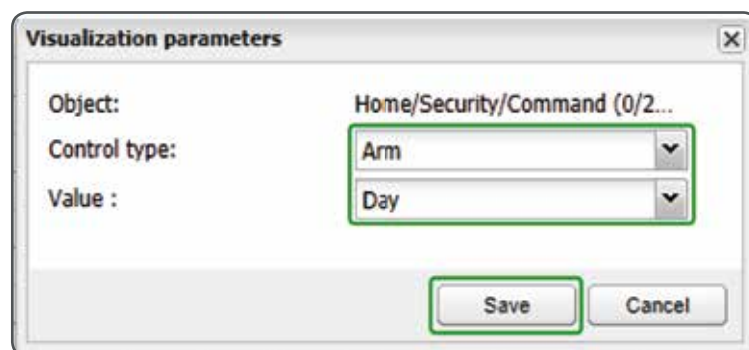 Visualization parameters
Object: Home/Security/Command (0/2...
Control type: Arm
Value : Day
Save Cancel